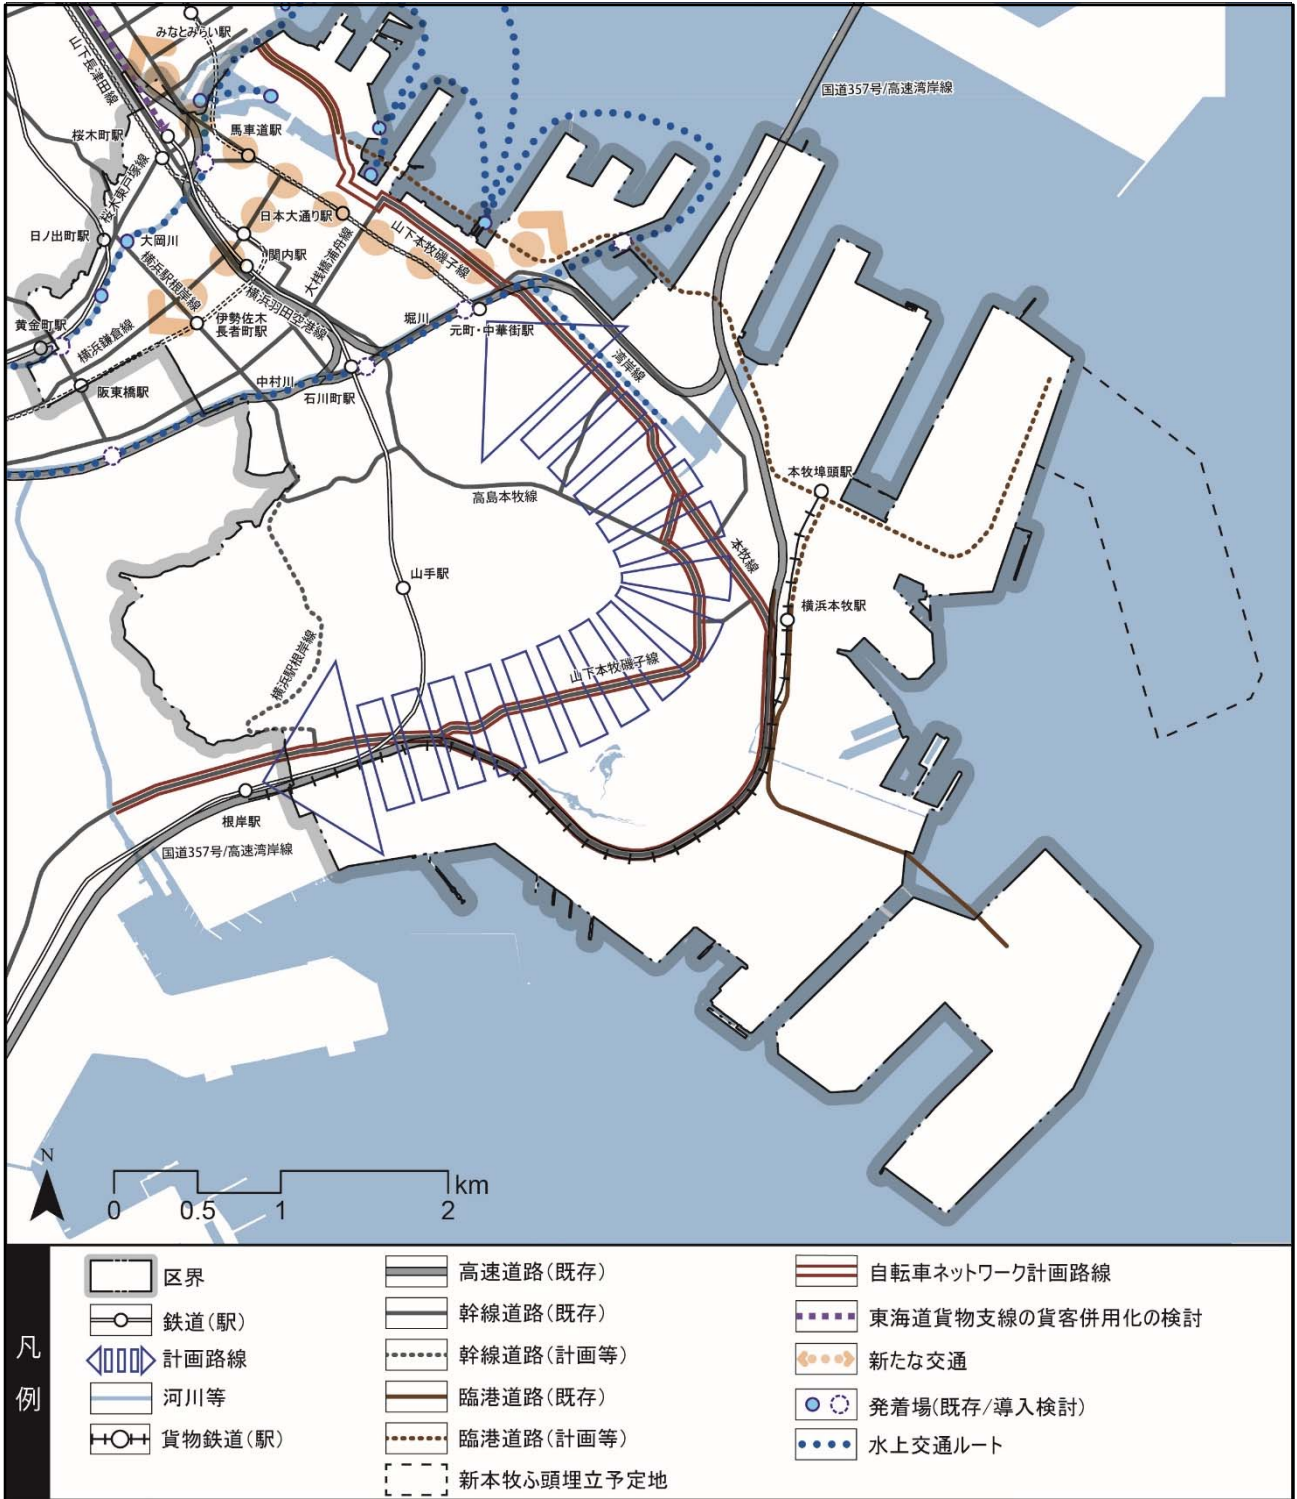 みなとみらい駅
山下長津田線
国道357号/高速湾岸線
桜木町駅
馬車道駅
桜木東戸塚線
日本大通り駅
日ノ出町駅
大岡川
山下本牧磯子線
関内駅
大桟橋浦舟線
横浜駅根岸線
横浜羽田空港線
伊勢佐木
長者町駅
堀川
元町・中華街駅
黄金町駅
横浜鎌倉線
湾岸線
阪東橋駅
中村川
石川町駅
本牧埠頭駅
高島本牧線
本牧線
山手駅
横浜本牧駅
横浜駅根岸線
山下本牧磯子線
根岸駅
国道357号/高速湾岸線
N
km
0 0.5 1 2
凡例
区界
鉄道(駅)
計画路線
河川等
貨物鉄道(駅)
高速道路(既存)
幹線道路(既存)
幹線道路(計画等)
臨港道路(既存)
臨港道路(計画等)
新本牧ふ頭埋立予定地
自転車ネットワーク計画路線
東海道貨物支線の貨客併用化の検討
新たな交通
発着場(既存/導入検討)
水上交通ルート